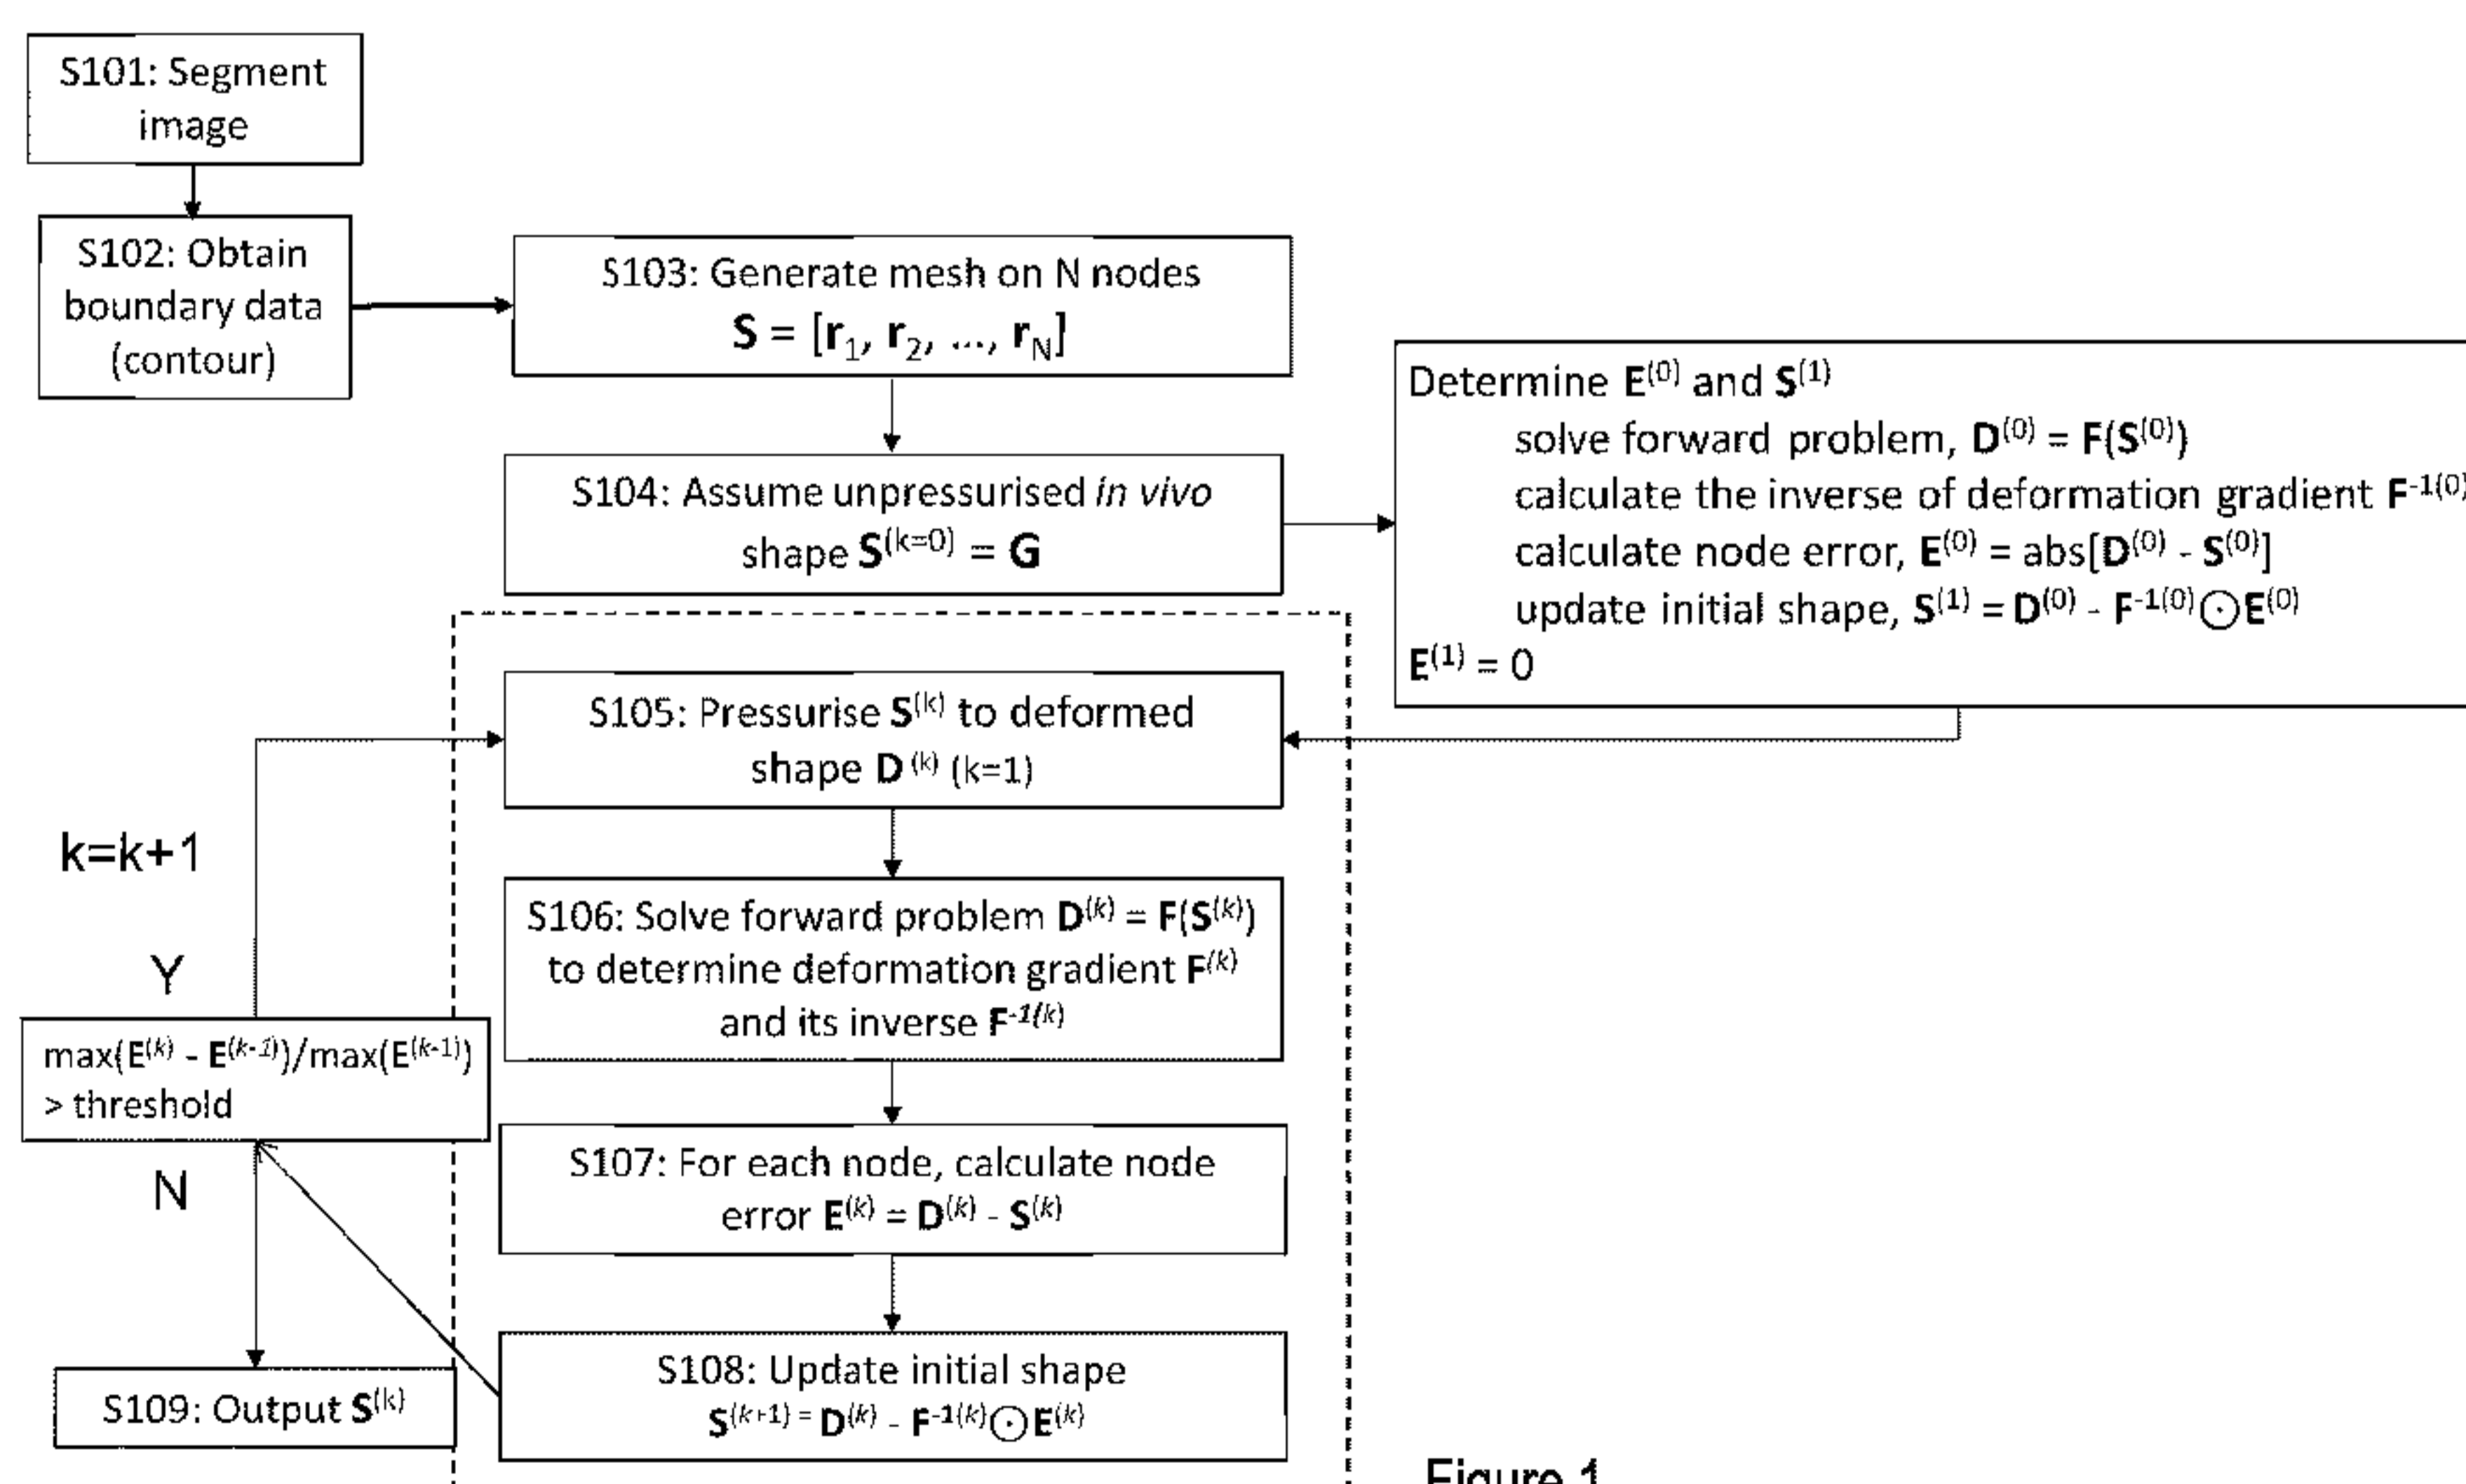 S101: Segment
image
S102: Obtain
boundary data
(contour)
S103: Generate mesh on N nodes
S = [r₁, r₂, ..., r_N]
S104: Assume unpressurised in vivo
shape S⁽ᵏ⁼⁰⁾ = G
Determine E⁽⁰⁾ and S⁽¹⁾
solve forward problem, D⁽⁰⁾ = F(S⁽⁰⁾)
calculate the inverse of deformation gradient F⁻¹⁽⁰⁾
calculate node error, E⁽⁰⁾ = abs[D⁽⁰⁾ - S⁽⁰⁾]
update initial shape, S⁽¹⁾ = D⁽⁰⁾ - F⁻¹⁽⁰⁾⊙E⁽⁰⁾
E⁽¹⁾ = 0
S105: Pressurise S⁽ᵏ⁾ to deformed
shape D⁽ᵏ⁾ (k=1)
k=k+1
S106: Solve forward problem D⁽ᵏ⁾ = F(S⁽ᵏ⁾)
to determine deformation gradient F⁽ᵏ⁾
and its inverse F⁻¹⁽ᵏ⁾
Y
max(E⁽ᵏ⁾ - E⁽ᵏ⁻¹⁾)/max(E⁽ᵏ⁻¹⁾)
> threshold
N
S107: For each node, calculate node
error E⁽ᵏ⁾ = D⁽ᵏ⁾ - S⁽ᵏ⁾
S108: Update initial shape
S⁽ᵏ⁺¹⁾ = D⁽ᵏ⁾ - F⁻¹⁽ᵏ⁾⊙E⁽ᵏ⁾
S109: Output S⁽ᵏ⁾
Figure 1